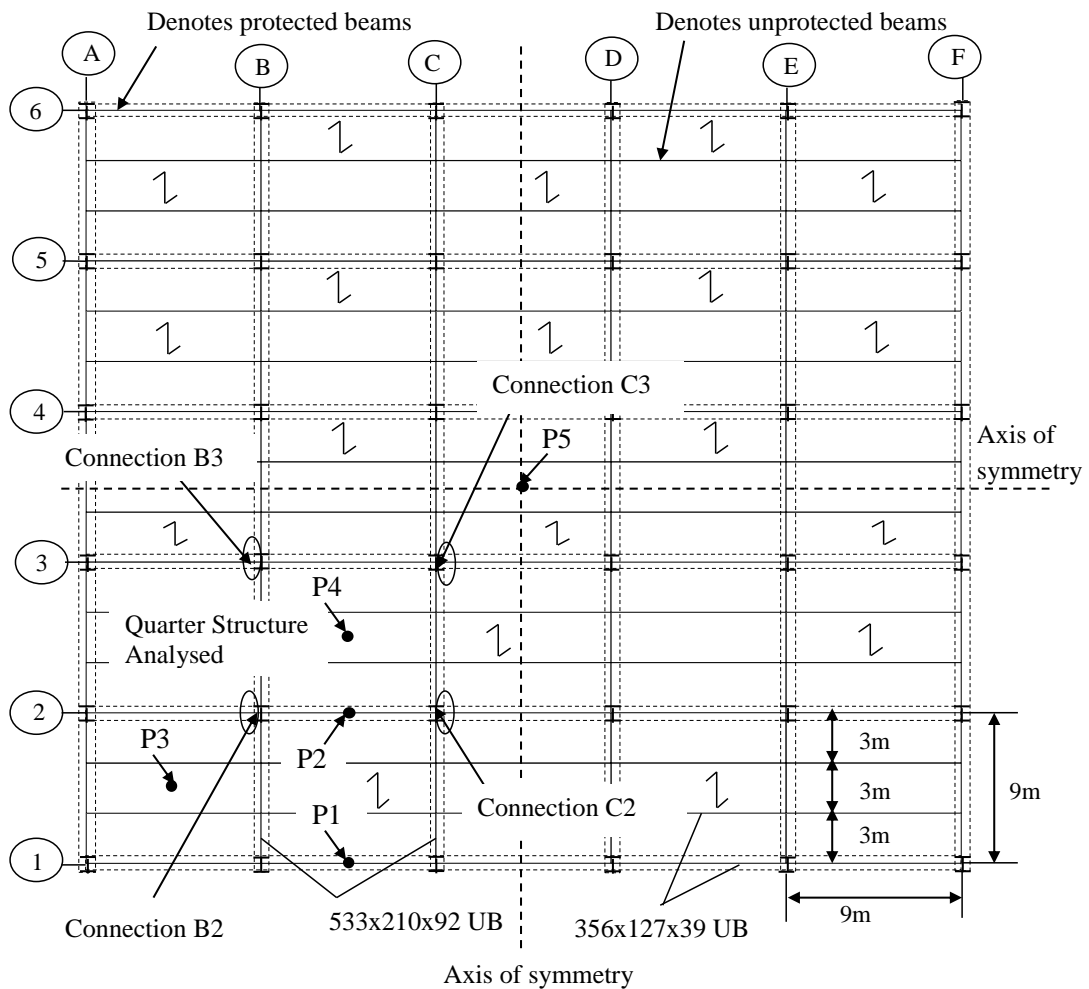 Denotes protected beams
Denotes unprotected beams
A
B
C
D
E
F
6
5
Connection C3
4
P5
Axis of
symmetry
Connection B3
3
P4
Quarter Structure
Analysed
2
P3
P2
3m
3m
9m
P1
Connection C2
3m
1
533x210x92 UB
356x127x39 UB
9m
Connection B2
Axis of symmetry